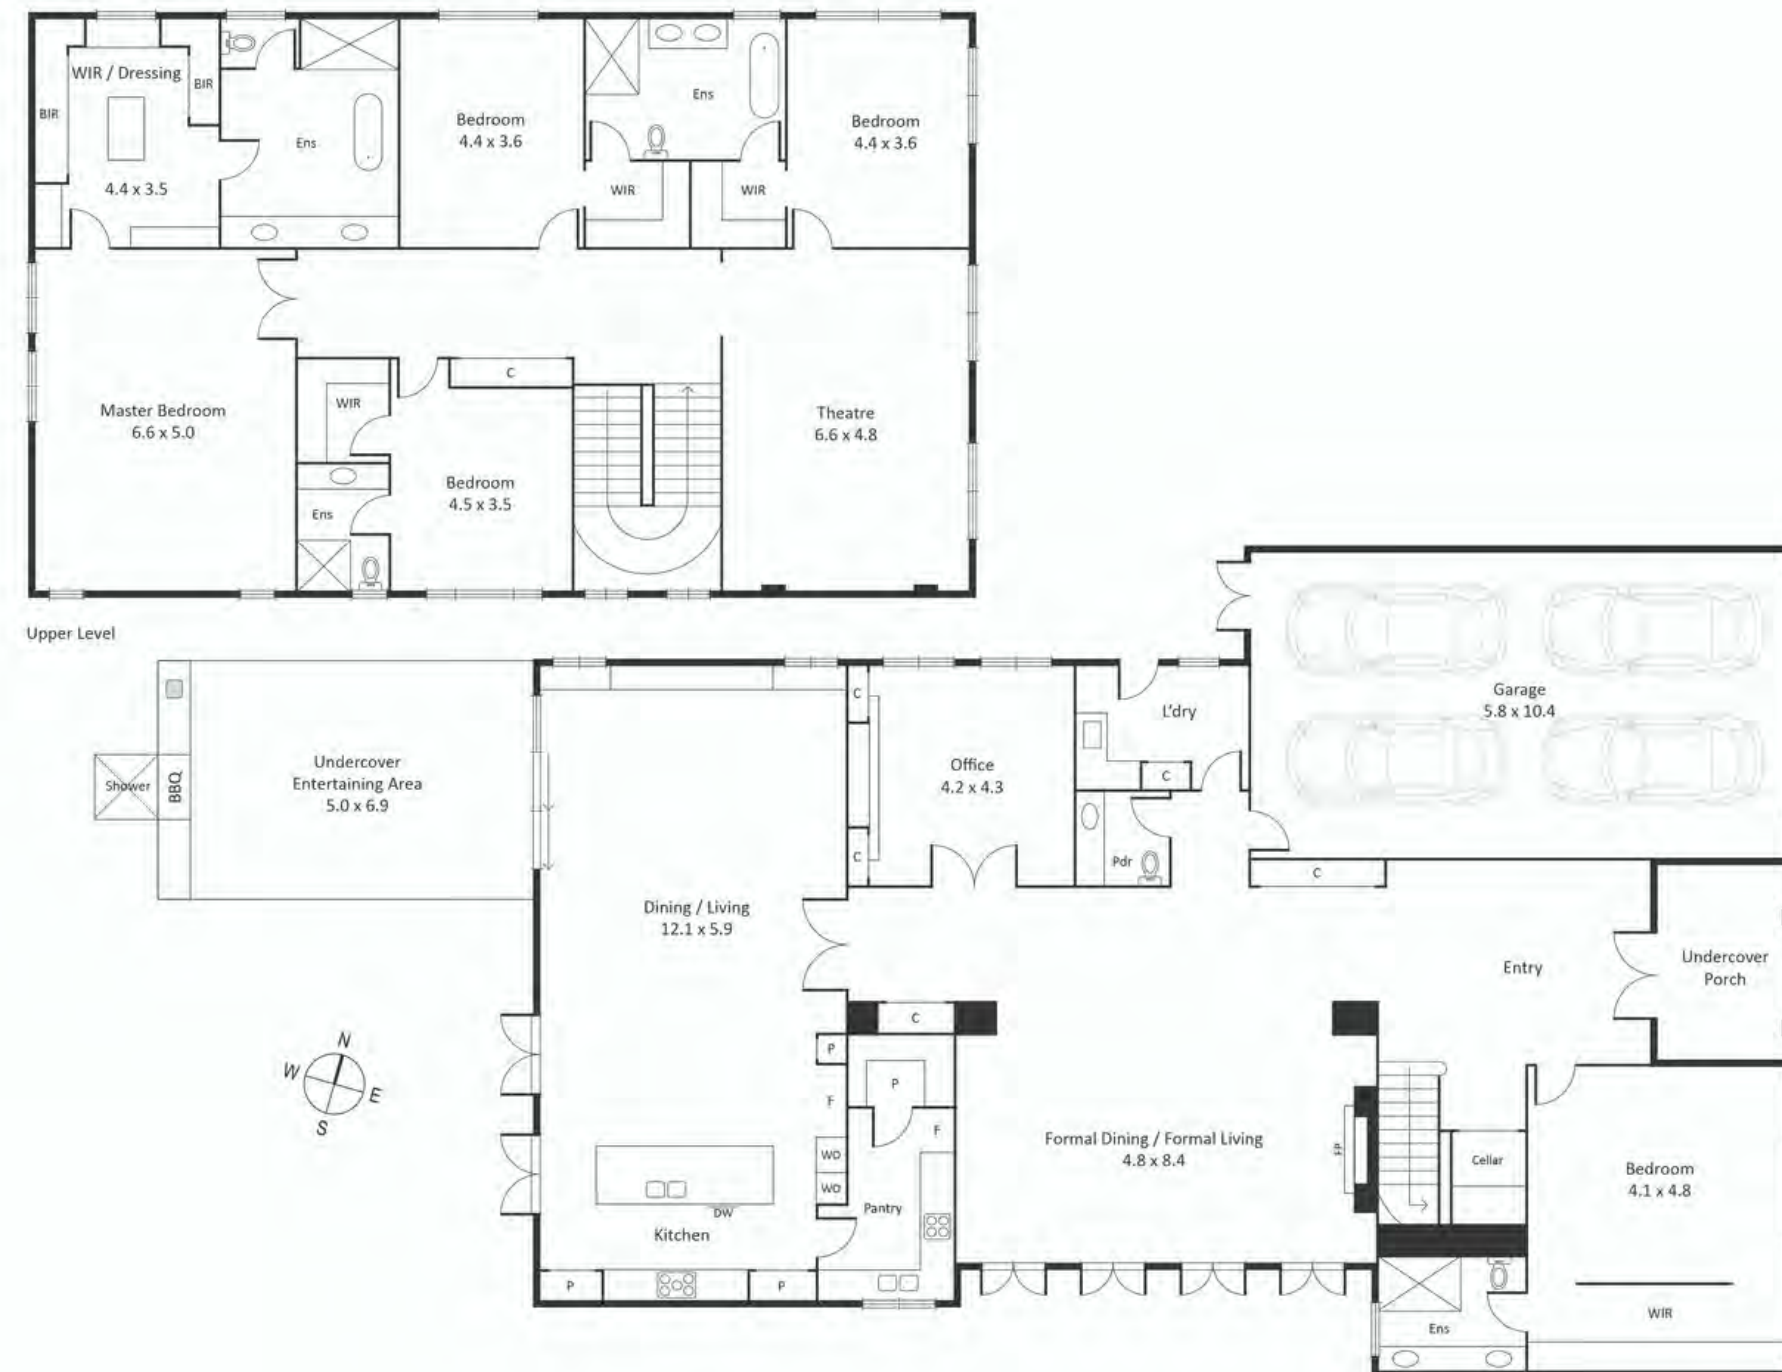 WIR / Dressing
BIR
BIR
4.4 x 3.5
Ens
Bedroom
4.4 x 3.6
Ens
WIR
WIR
Bedroom
4.4 x 3.6
Master Bedroom
6.6 x 5.0
WIR
C
Ens
Bedroom
4.5 x 3.5
Theatre
6.6 x 4.8
Upper Level
Shower
BBQ
Undercover
Entertaining Area
5.0 x 6.9
C
C
Office
4.2 x 4.3
L'dry
C
Pdr
Garage
5.8 x 10.4
C
Dining / Living
12.1 x 5.9
Entry
Undercover
Porch
N
W
E
S
C
P
P
F
F
WO
WO
Pantry
DW
Kitchen
P
P
Formal Dining / Formal Living
4.8 x 8.4
FP
Cellar
Bedroom
4.1 x 4.8
WIR
Ens